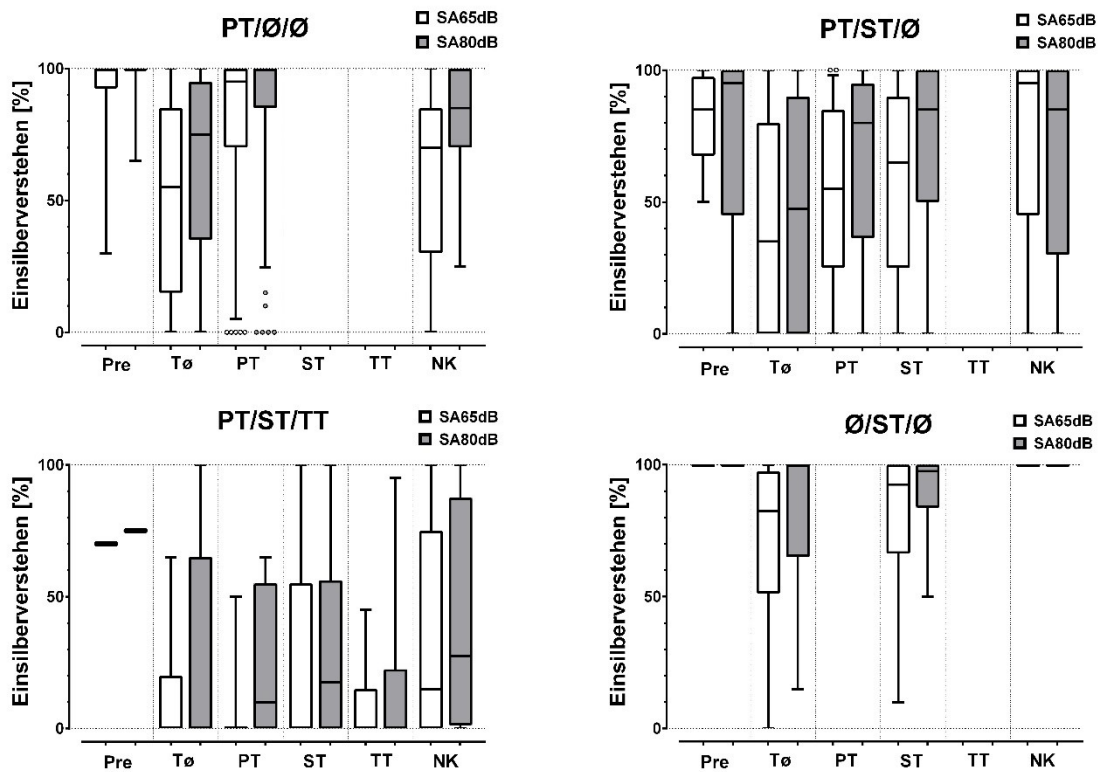 PT/Ø/Ø
SA65dB
SA80dB
Einsilberverstehen [%]
100
50
0
Pre Tø PT ST TT NK
PT/ST/Ø
SA65dB
SA80dB
Einsilberverstehen [%]
100
50
0
Pre Tø PT ST TT NK
PT/ST/TT
SA65dB
SA80dB
Einsilberverstehen [%]
100
50
0
Pre Tø PT ST TT NK
Ø/ST/Ø
SA65dB
SA80dB
Einsilberverstehen [%]
100
50
0
Pre Tø PT ST TT NK